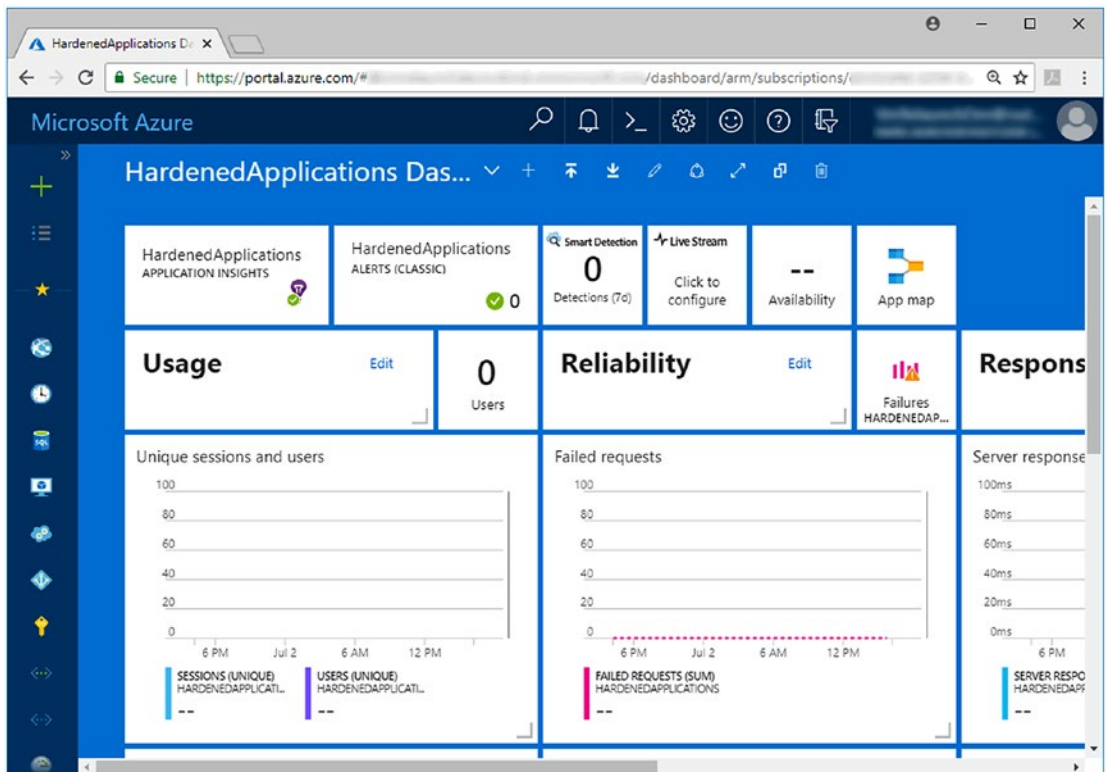 HardenedApplications Da
Secure | https://portal.azure.com/# /dashboard/arm/subscriptions/
Microsoft Azure
HardenedApplications Das...
HardenedApplications
APPLICATION INSIGHTS
HardenedApplications
ALERTS (CLASSIC)
0
Smart Detection
0
Detections (7d)
Live Stream
Click to
configure
--
Availability
App map
Usage
Edit
0
Users
Reliability
Edit
Failures
HARDENEDAP...
Respons
Unique sessions and users
100
80
60
40
20
0
6 PM Jul 2 6 AM 12 PM
SESSIONS (UNIQUE)
HARDENEDAPPLICATI...
--
USERS (UNIQUE)
HARDENEDAPPLICATI...
--
Failed requests
100
80
60
40
20
0
6 PM Jul 2 6 AM 12 PM
FAILED REQUESTS (SUM)
HARDENEDAPPLICATIONS
--
Server response
100ms
80ms
60ms
40ms
20ms
0ms
6 PM
SERVER RESPO
HARDENEDAPP
--
SQL